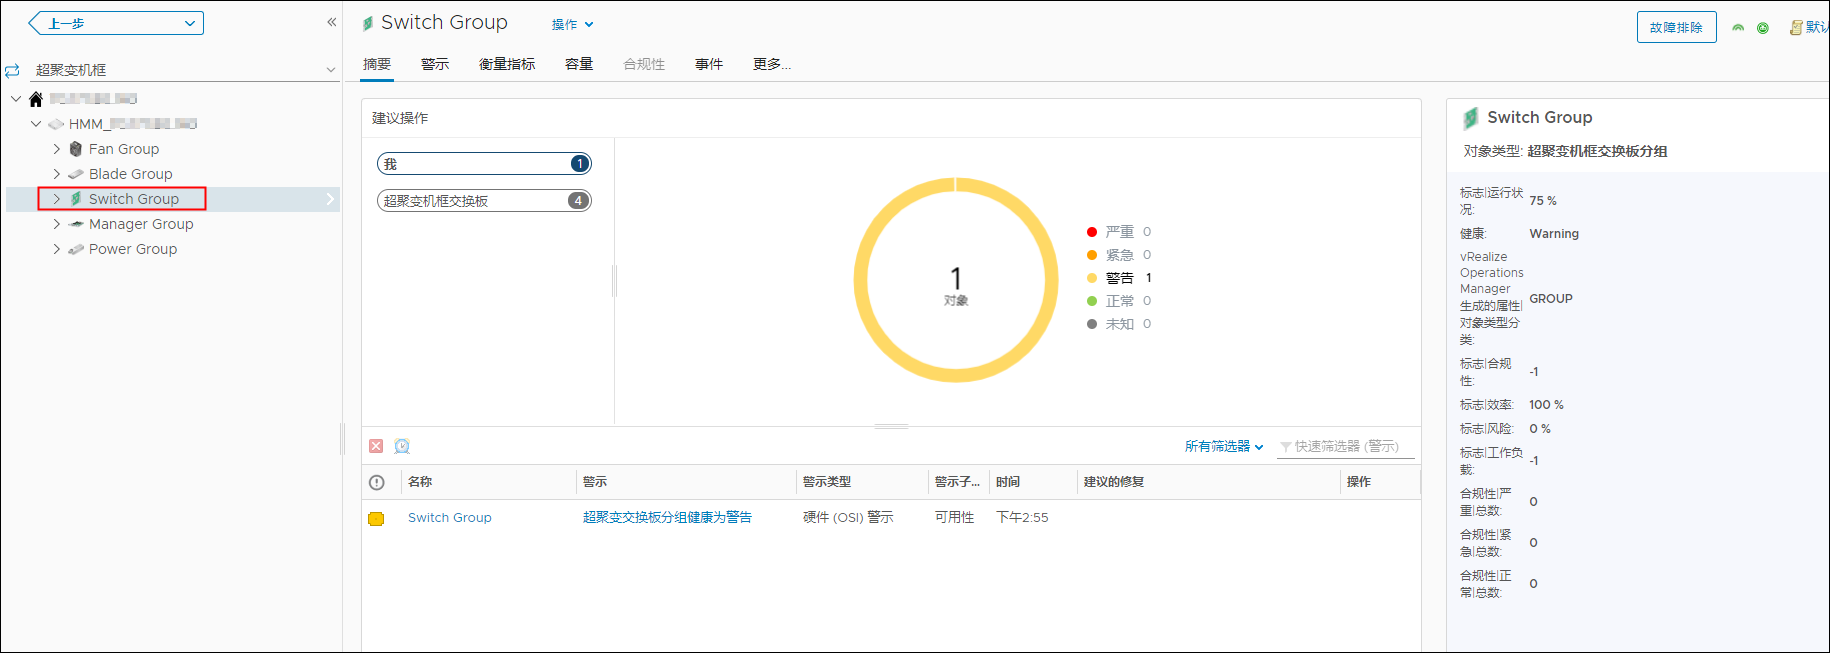 上一步
超聚变机框
HMM_
Fan Group
Blade Group
Switch Group
Manager Group
Power Group
Switch Group
操作
故障排除
默认
摘要
警示
衡量指标
容量
合规性
事件
更多...
建议操作
我
1
超聚变机框交换板
4
1
对象
严重 0
紧急 0
警告 1
正常 0
未知 0
所有筛选器
快速筛选器 (警示)
名称
警示
警示类型
警示子...
时间
建议的修复
操作
Switch Group
超聚变交换板分组健康为警告
硬件 (OSI) 警示
可用性
下午2:55
Switch Group
对象类型: 超聚变机框交换板分组
标志|运行状
况:
75 %
健康:
Warning
vRealize
Operations
Manager
生成的属性|
对象类型分
类:
GROUP
标志|合规
性:
-1
标志|效率:
100 %
标志|风险:
0 %
标志|工作负
载:
-1
合规性|严
重|总数:
0
合规性|紧
急|总数:
0
合规性|正
常|总数:
0